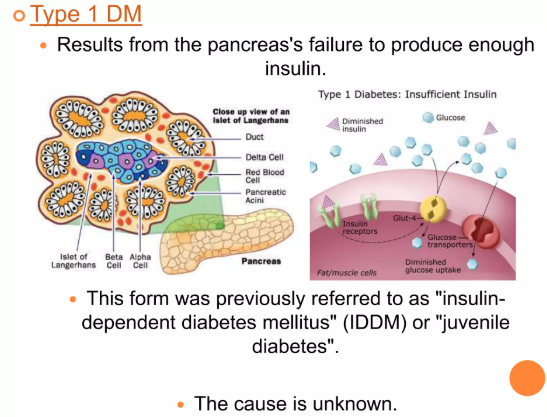 Type 1 DM
Results from the pancreas's failure to produce enough
insulin.
Close up view of an
islet of Langerhans
Duct
Delta Cell
Red Blood
Cell
Pancreatic
Acini
Islet of
Langerhans
Beta
Cell
Alpha
Cell
Pancreas
Type 1 Diabetes: Insufficient Insulin
Diminished
insulin
Glucose
Insulin
receptors
Glut-4
Glucose
transporters
Diminished
glucose uptake
Fat/muscle cells
This form was previously referred to as "insulin-
dependent diabetes mellitus" (IDDM) or "juvenile
diabetes".
The cause is unknown.